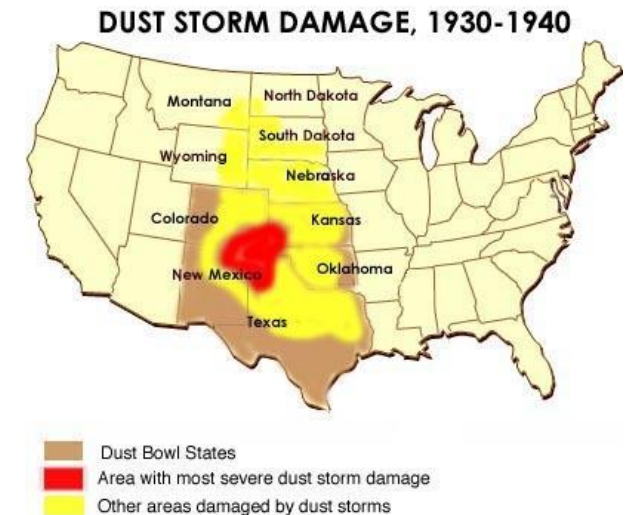 DUST STORM DAMAGE, 1930-1940
Montana
North Dakota
South Dakota
Wyoming
Nebraska
Colorado
Kansas
New Mexico
Oklahoma
Texas
Dust Bowl States
Area with most severe dust storm damage
Other areas damaged by dust storms